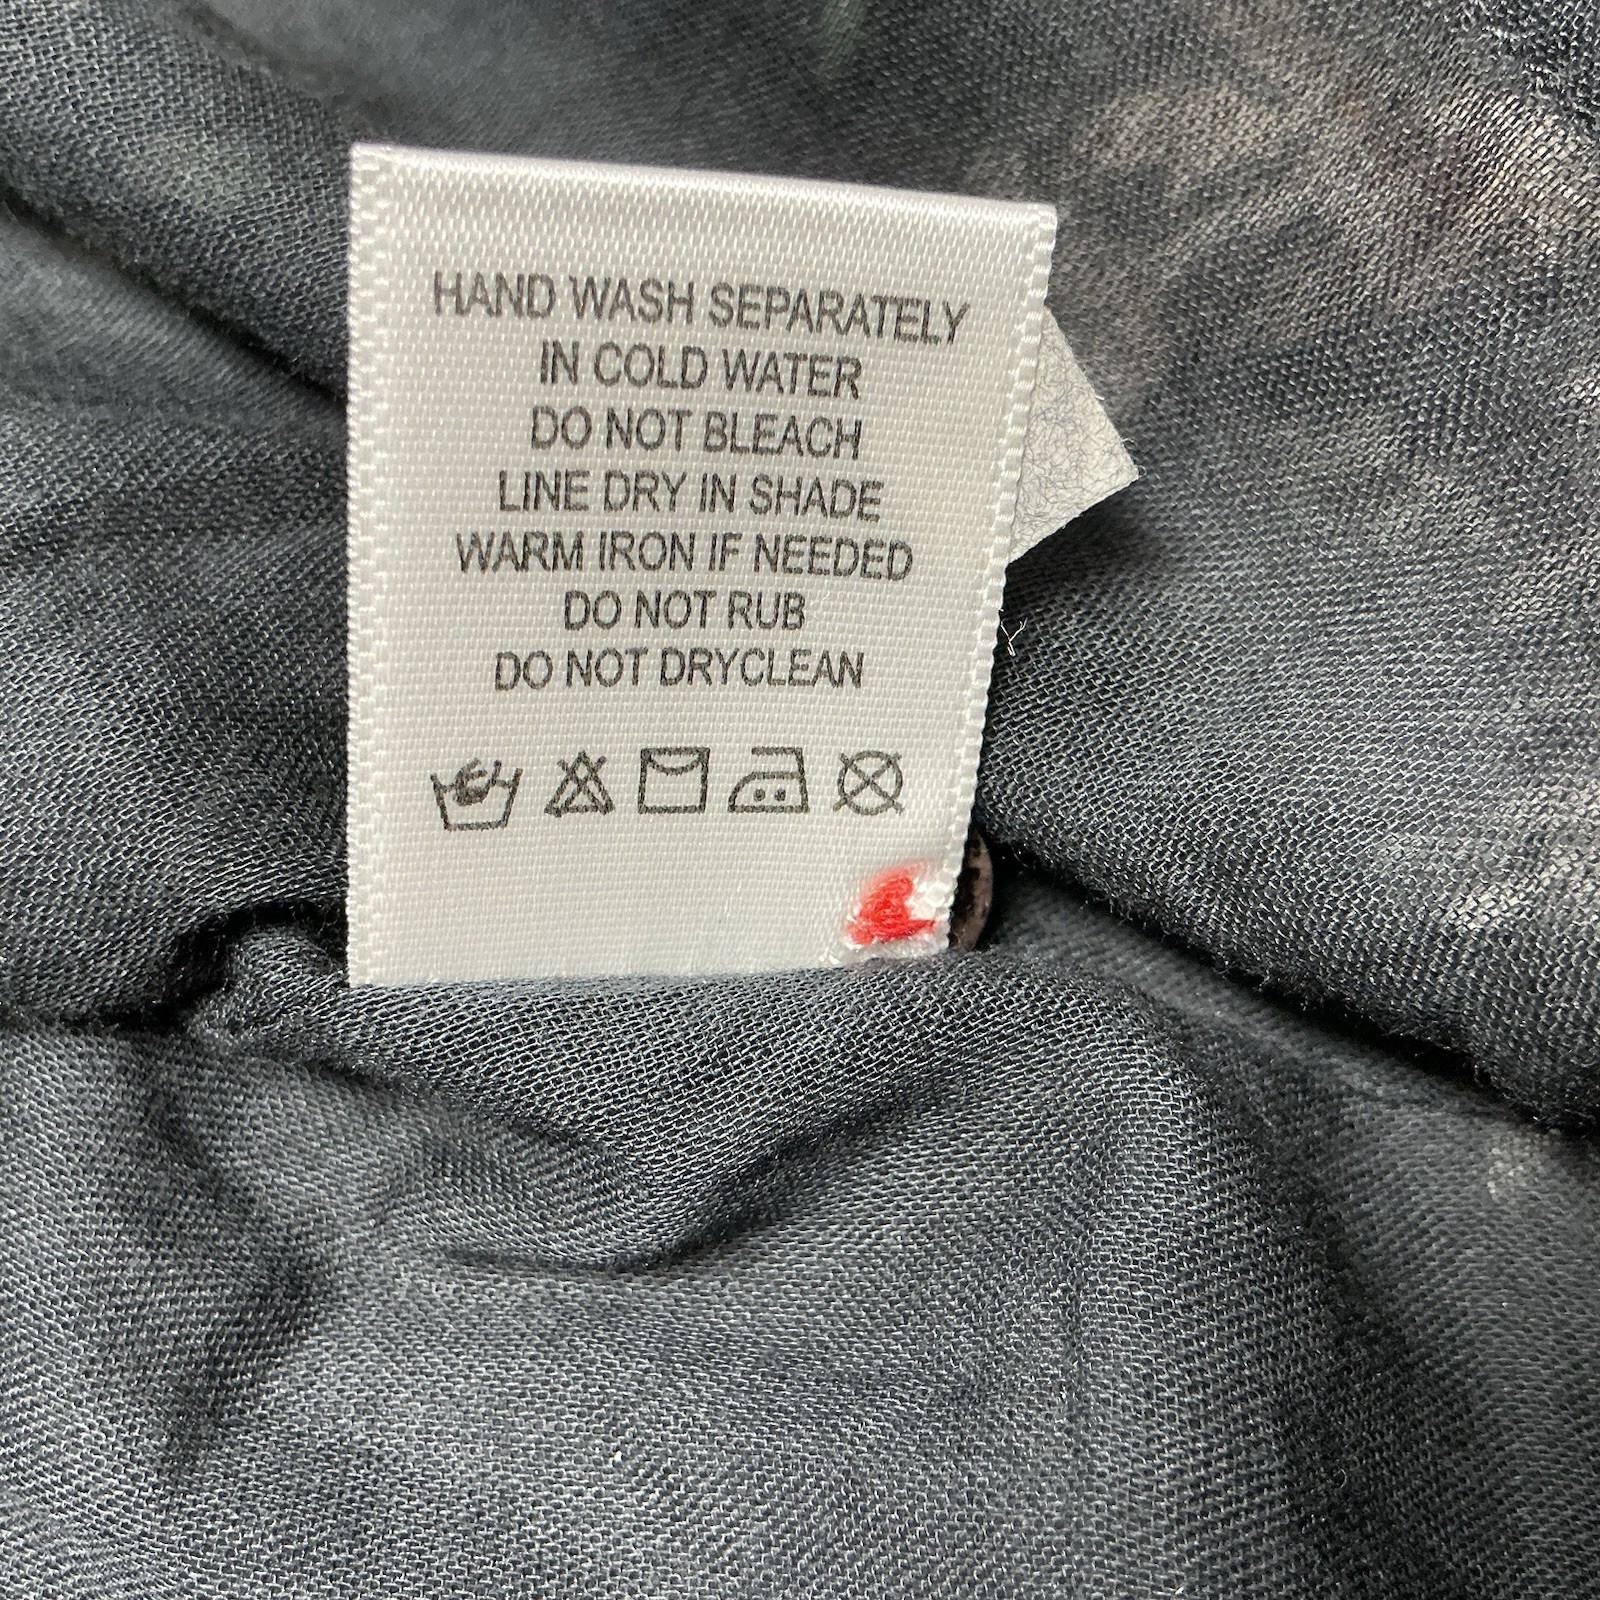 HAND WASH SEPARATELY
IN COLD WATER
DO NOT BLEACH
LINE DRY IN SHADE
WARM IRON IF NEEDED
DO NOT RUB
DO NOT DRYCLEAN